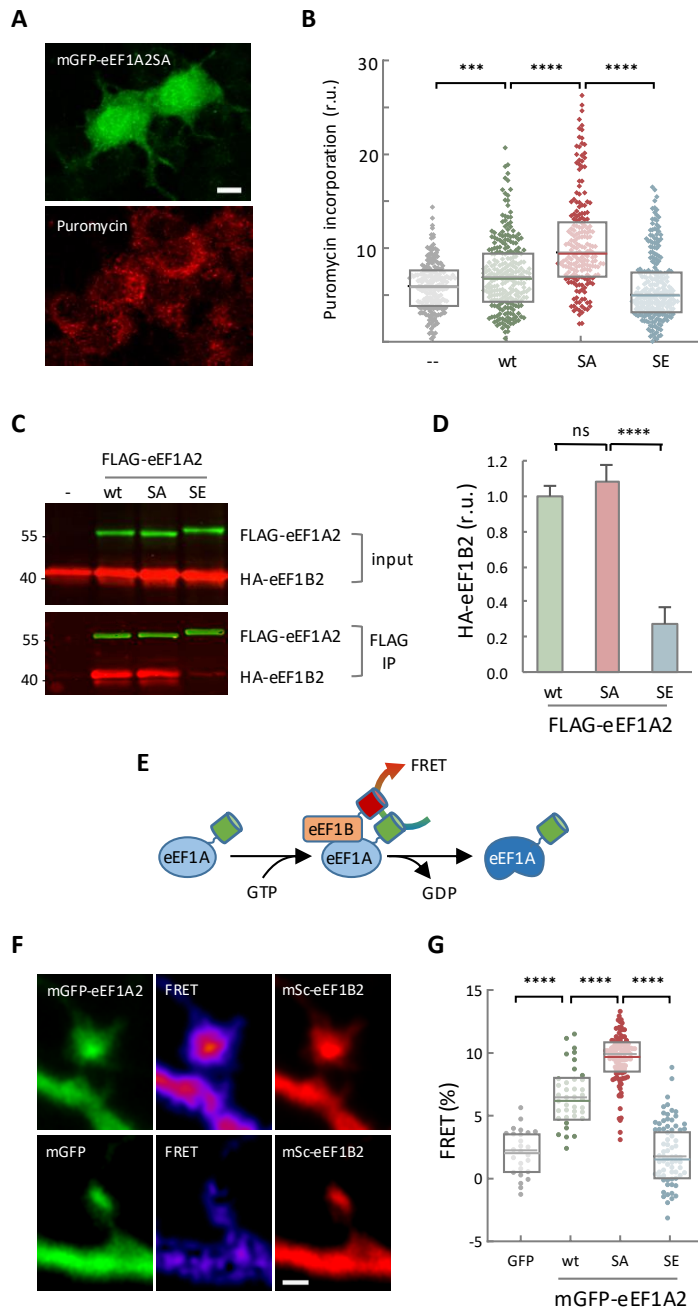 A
mGFP-eEF1A2SA
Puromycin
B
Puromycin incorporation (r.u.)
30
20
10
*** **** ****
-- wt SA SE
C
FLAG-eEF1A2
- wt SA SE
55
40
FLAG-eEF1A2
HA-eEF1B2
input
55
40
FLAG-eEF1A2
HA-eEF1B2
FLAG
IP
D
ns ****
HA-eEF1B2 (r.u.)
1.2
1.0
0.8
0.6
0.4
0.2
0.0
wt SA SE
FLAG-eEF1A2
E
FRET
eEF1B
eEF1A eEF1A eEF1A
GTP GDP
F
mGFP-eEF1A2 FRET mSc-eEF1B2
mGFP FRET mSc-eEF1B2
G
**** **** ****
FRET (%)
15
10
5
0
-5
GFP wt SA SE
mGFP-eEF1A2